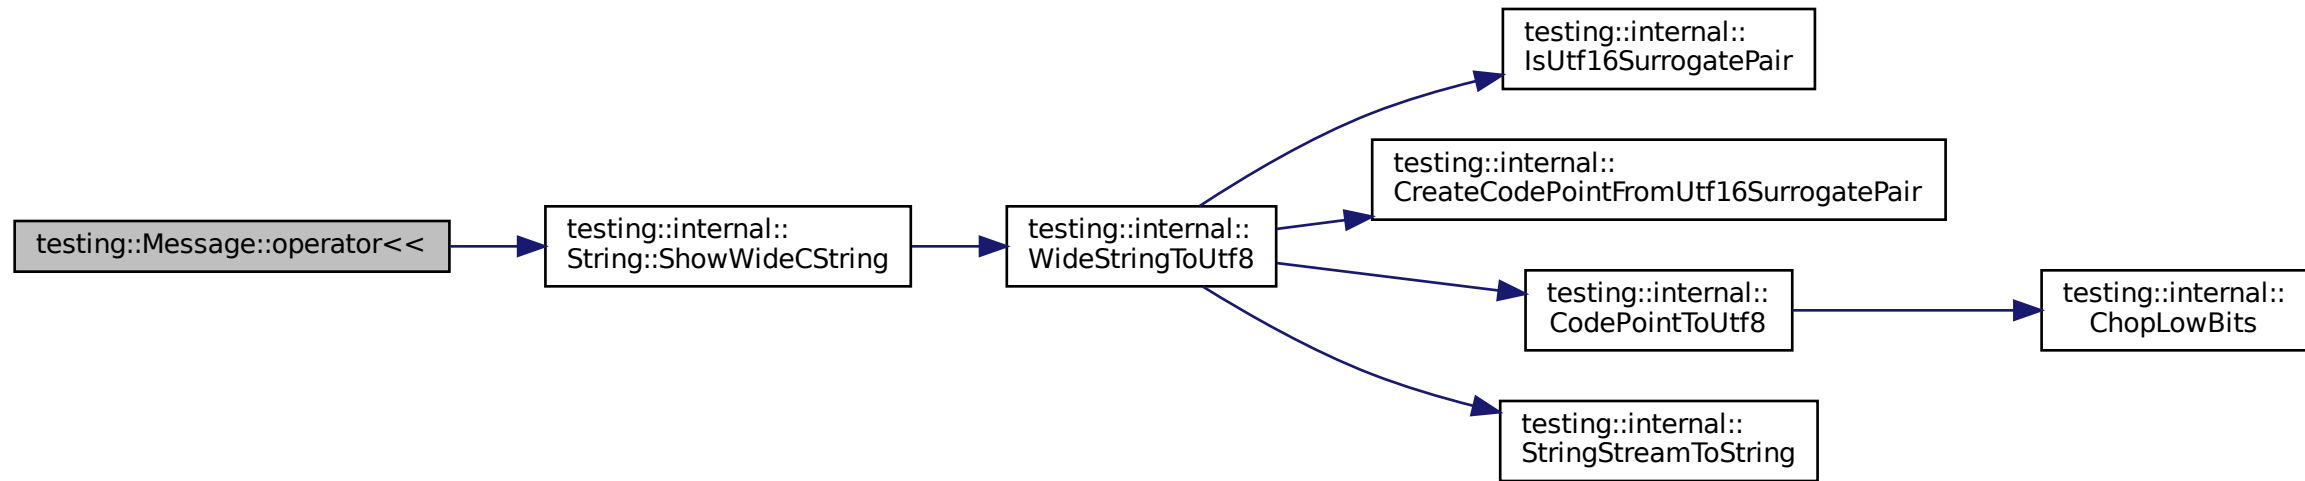 testing::Message::operator<<
testing::internal::
String::ShowWideCString
testing::internal::
WideStringToUtf8
testing::internal::
IsUtf16SurrogatePair
testing::internal::
CreateCodePointFromUtf16SurrogatePair
testing::internal::
CodePointToUtf8
testing::internal::
StringStreamToString
testing::internal::
ChopLowBits